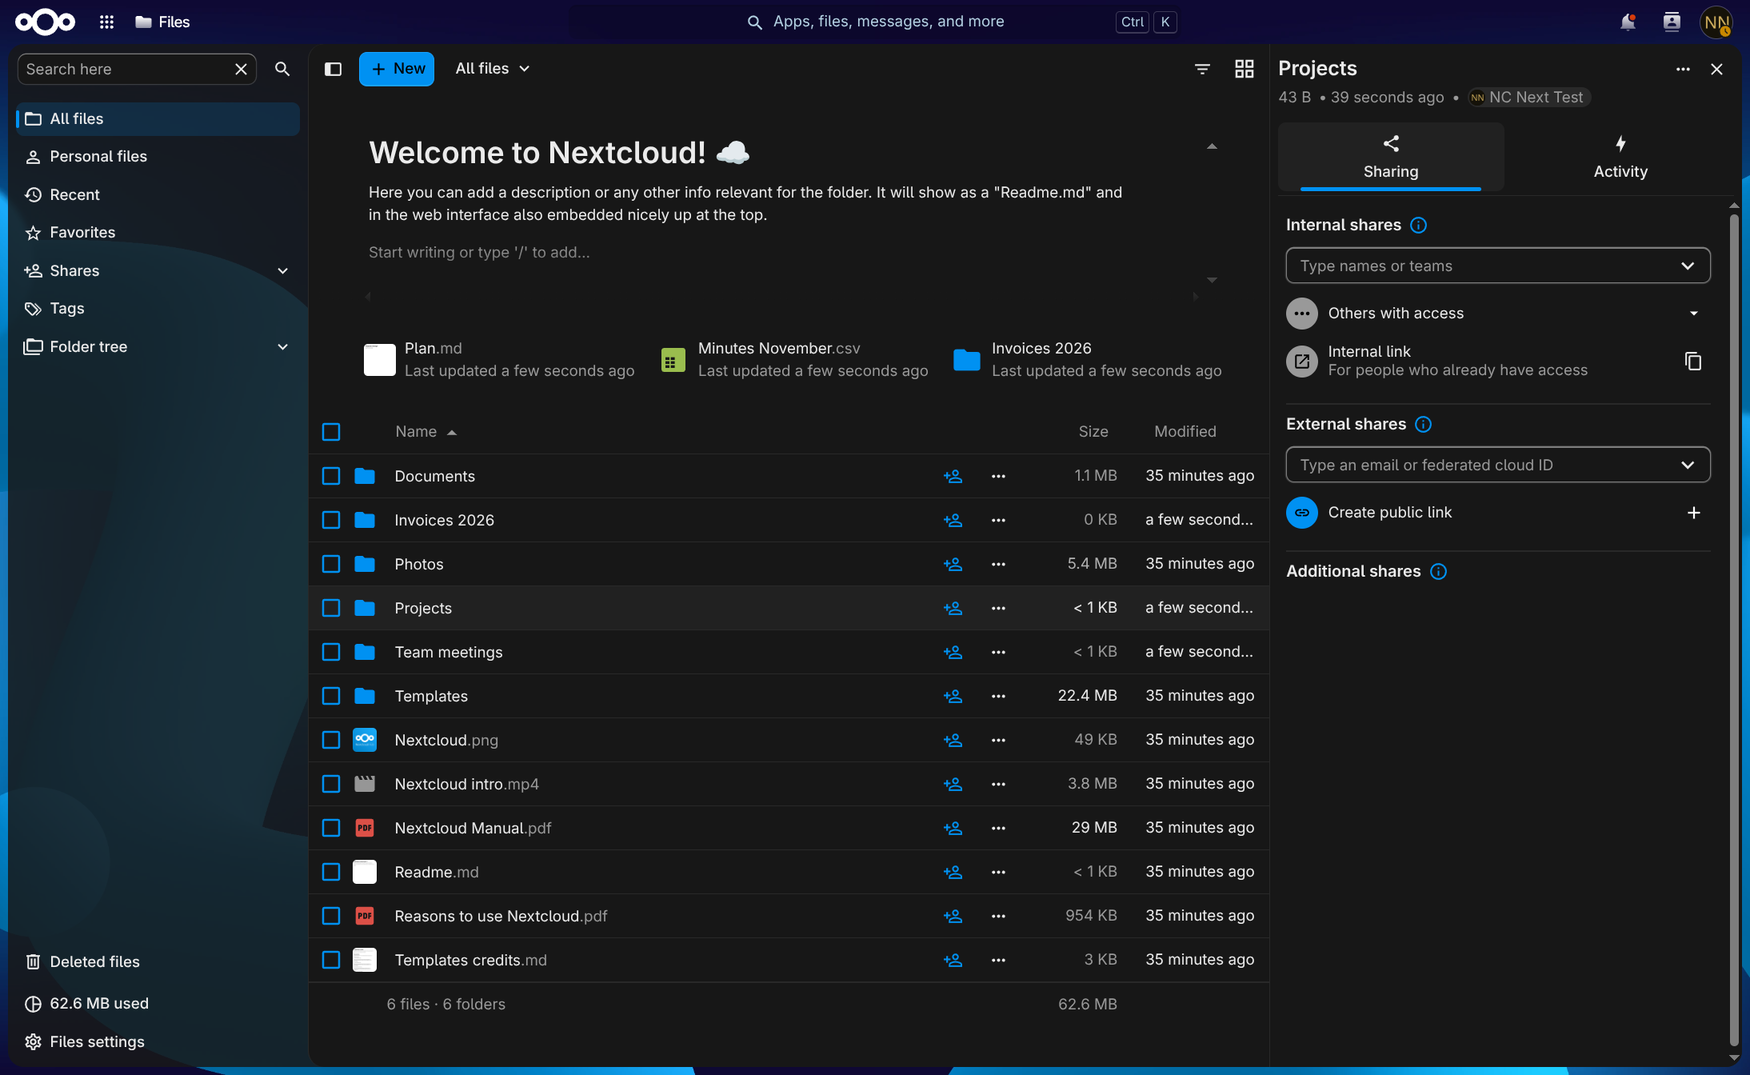 Files
Apps, files, messages, and more
Ctrl K
NN
Search here
All files
Personal files
Recent
Favorites
Shares
Tags
Folder tree
Deleted files
62.6 MB used
Files settings
+ New
All files
Welcome to Nextcloud! ☁️
Here you can add a description or any other info relevant for the folder. It will show as a "Readme.md" and
in the web interface also embedded nicely up at the top.
Start writing or type '/' to add...
Plan.md
Last updated a few seconds ago
Minutes November.csv
Last updated a few seconds ago
Invoices 2026
Last updated a few seconds ago
Name Size Modified
Documents 1.1 MB 35 minutes ago
Invoices 2026 0 KB a few second...
Photos 5.4 MB 35 minutes ago
Projects < 1 KB a few second...
Team meetings < 1 KB a few second...
Templates 22.4 MB 35 minutes ago
Nextcloud.png 49 KB 35 minutes ago
Nextcloud intro.mp4 3.8 MB 35 minutes ago
PDF Nextcloud Manual.pdf 29 MB 35 minutes ago
Readme.md < 1 KB 35 minutes ago
PDF Reasons to use Nextcloud.pdf 954 KB 35 minutes ago
Templates credits.md 3 KB 35 minutes ago
6 files · 6 folders 62.6 MB
Projects
43 B • 39 seconds ago • NN NC Next Test
Sharing
Activity
Internal shares
Type names or teams
Others with access
Internal link
For people who already have access
External shares
Type an email or federated cloud ID
Create public link
Additional shares